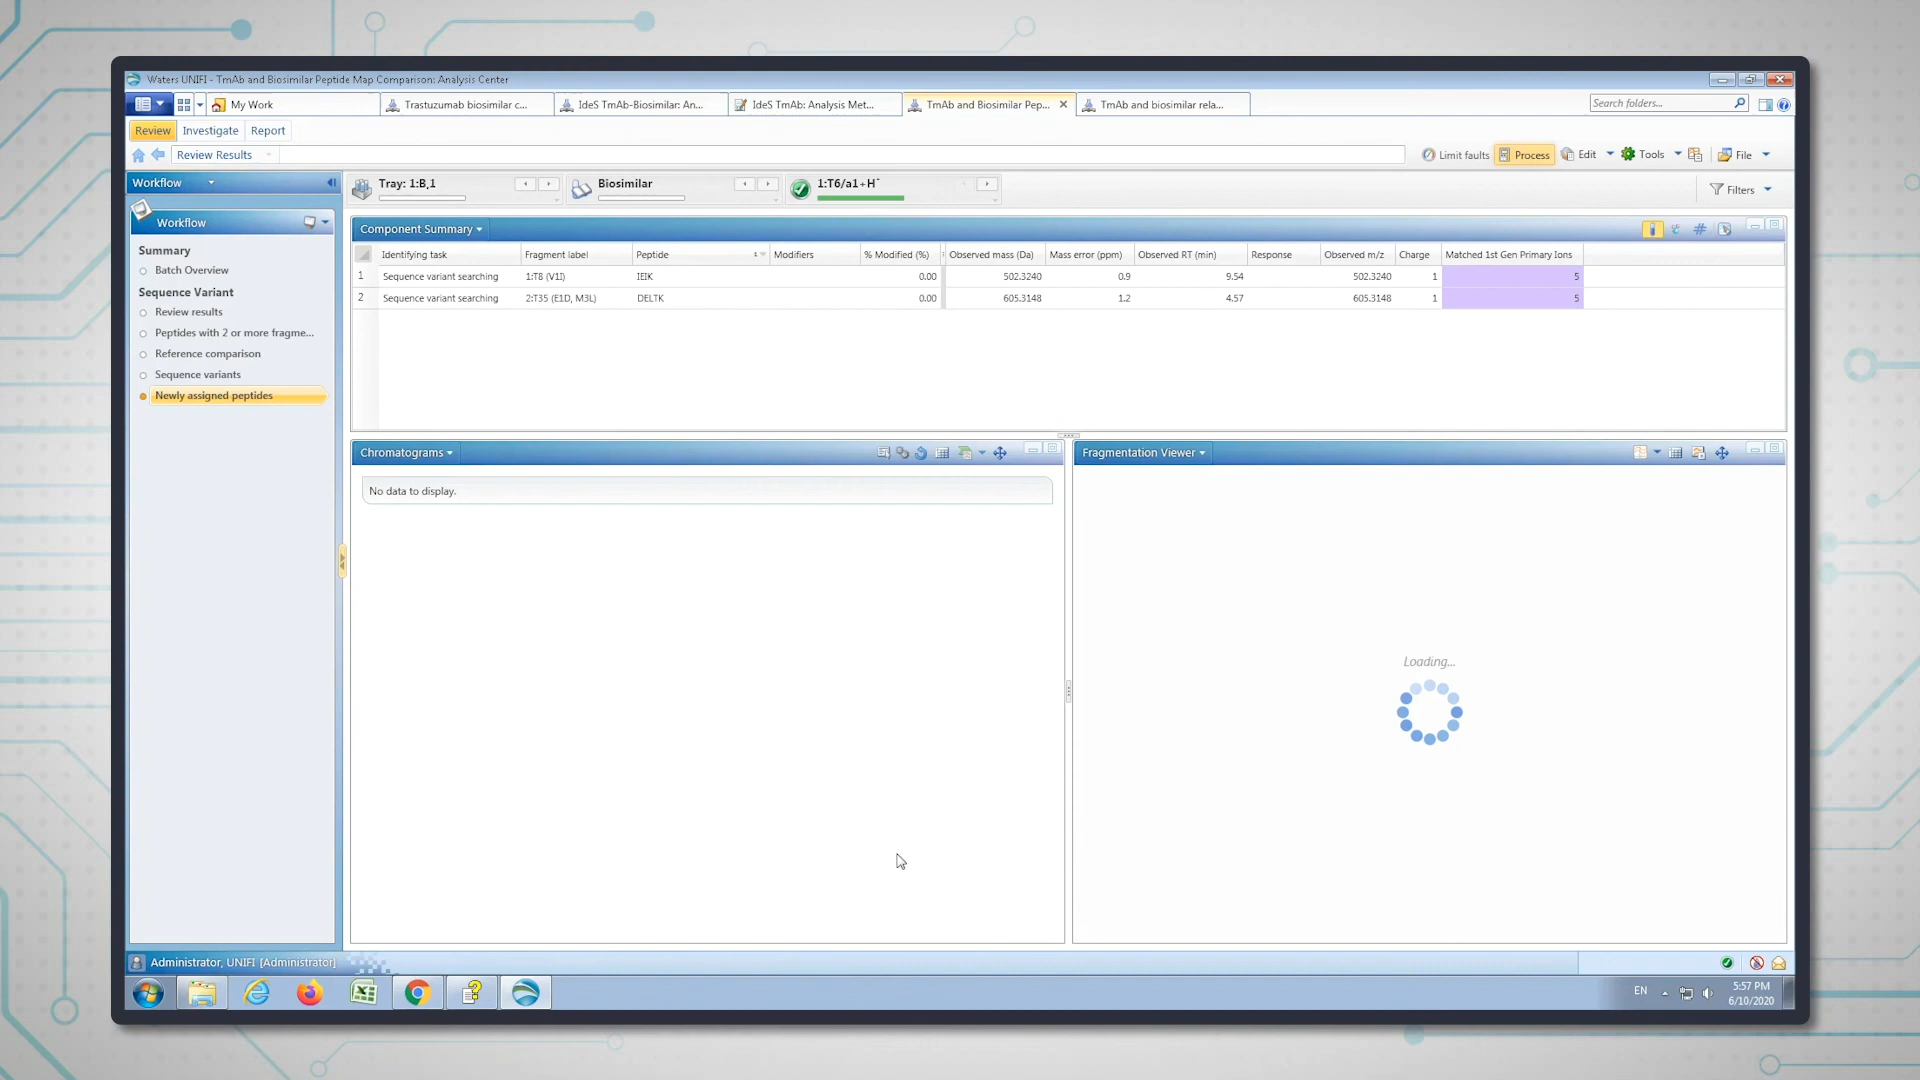 Waters UNIFI - TmAb and Biosimilar Peptide Map Comparison: Analysis Center
My Work
Trastuzumab biosimilar c...
IdeS TmAb-Biosimilar: An...
IdeS TmAb: Analysis Met...
TmAb and Biosimilar Pep...
TmAb and biosimilar rela...
Search folders...
Review
Investigate
Report
Review Results
Limit faults
Process
Edit
Tools
File
Workflow
Tray: 1:B,1
Biosimilar
1:T6/a1+H⁺
Filters
Workflow
Summary
Batch Overview
Sequence Variant
Review results
Peptides with 2 or more fragme...
Reference comparison
Sequence variants
Newly assigned peptides
Component Summary
Identifying task Fragment label Peptide 1 Modifiers % Modified (%) Observed mass (Da) Mass error (ppm) Observed RT (min) Response Observed m/z Charge Matched 1st Gen Primary Ions
1 Sequence variant searching 1:T8 (V1I) IEIK 0.00 502.3240 0.9 9.54 502.3240 1 5
2 Sequence variant searching 2:T35 (E1D, M3L) DELTK 0.00 605.3148 1.2 4.57 605.3148 1 5
Chromatograms
No data to display.
Fragmentation Viewer
Loading...
Administrator, UNIFI [Administrator]
EN
5:57 PM
6/10/2020